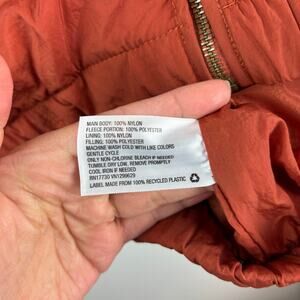 MAIN BODY: 100% NYLON
FLEECE PORTION: 100% POLYESTER
LINING: 100% NYLON
FILLING: 100% POLYESTER
MACHINE WASH COLD WITH LIKE COLORS
GENTLE CYCLE
ONLY NON-CHLORINE BLEACH IF NEEDED
TUMBLE DRY LOW, REMOVE PROMPTLY
COOL IRON IF NEEDED
RN17730 VN1299629
LABEL MADE FROM 100% RECYCLED PLASTIC